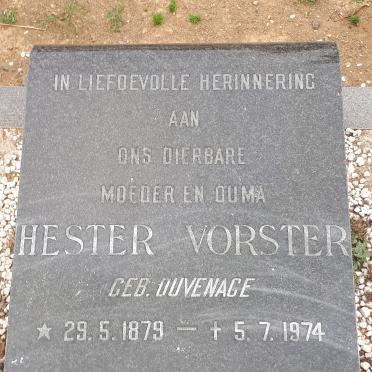 IN LIEFDEVOLLE HERINNERING
AAN
ONS DIERBARE
MOEDER EN OUMA
HESTER VORSTER
GEB. OUVENAGE
★ 29.5.1879 — † 5.7.1974